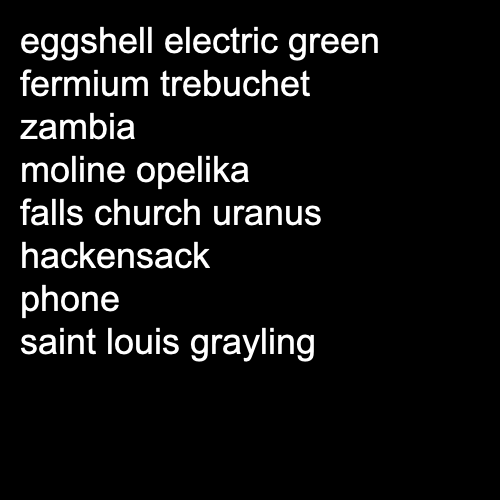 eggshell electric green
fermium trebuchet
zambia
moline opelika
falls church uranus
hackensack
phone
saint louis grayling